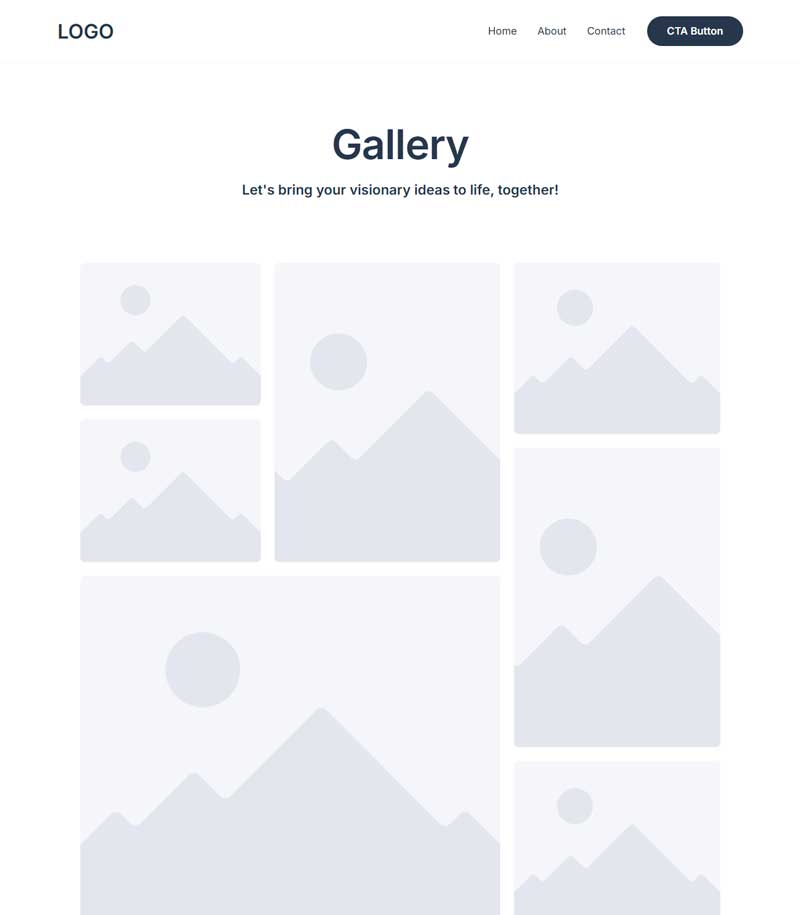 LOGO
Home
About
Contact
CTA Button
Gallery
Let's bring your visionary ideas to life, together!